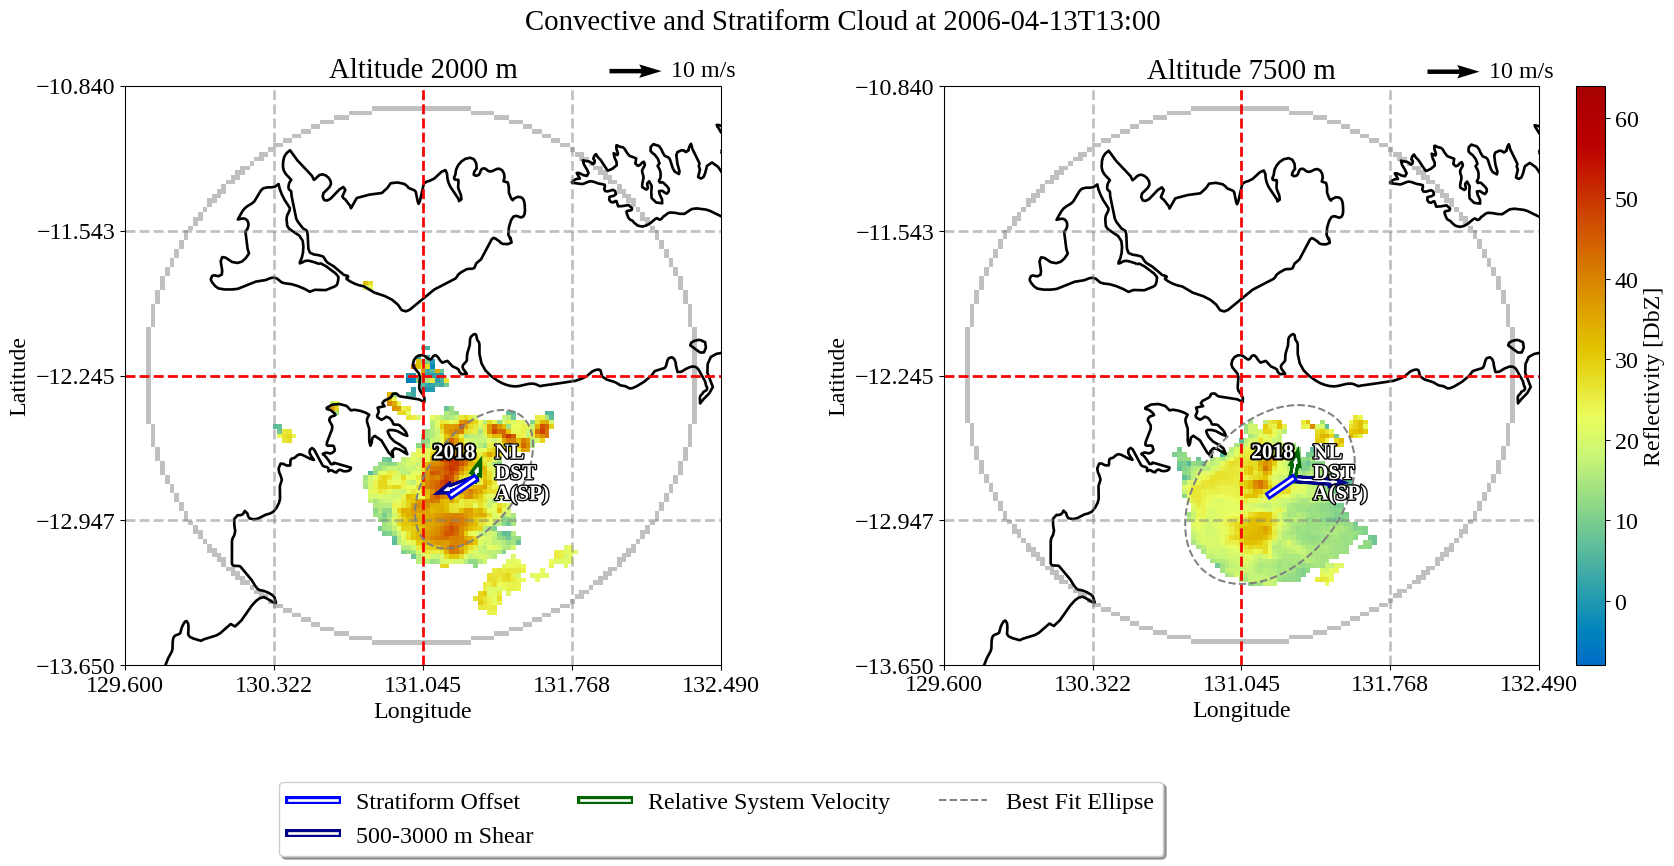 Convective and Stratiform Cloud at 2006-04-13T13:00
Altitude 2000 m
10 m/s
Altitude 7500 m
10 m/s
−10.840
−11.543
−12.245
−12.947
−13.650
Latitude
2018
NL
DST
A(SP)
129.600
130.322
131.045
131.768
132.490
Longitude
−10.840
−11.543
−12.245
−12.947
−13.650
Latitude
2018
NL
DST
A(SP)
129.600
130.322
131.045
131.768
132.490
Longitude
60
50
40
30
20
10
0
Reflectivity [DbZ]
Stratiform Offset
Relative System Velocity
Best Fit Ellipse
500-3000 m Shear